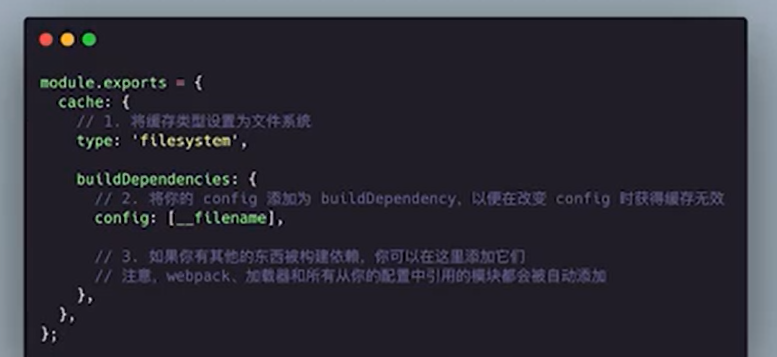 module.exports = {
cache: {
// 1. 将缓存类型设置为文件系统
type: 'filesystem',
buildDependencies: {
// 2. 将你的 config 添加为 buildDependency，以便在改变 config 时获得缓存无效
config: [__filename],
// 3. 如果你有其他的东西被构建依赖，你可以在这里添加它们
// 注意，webpack、加载器和所有从你的配置中引用的模块都会被自动添加
},
},
};